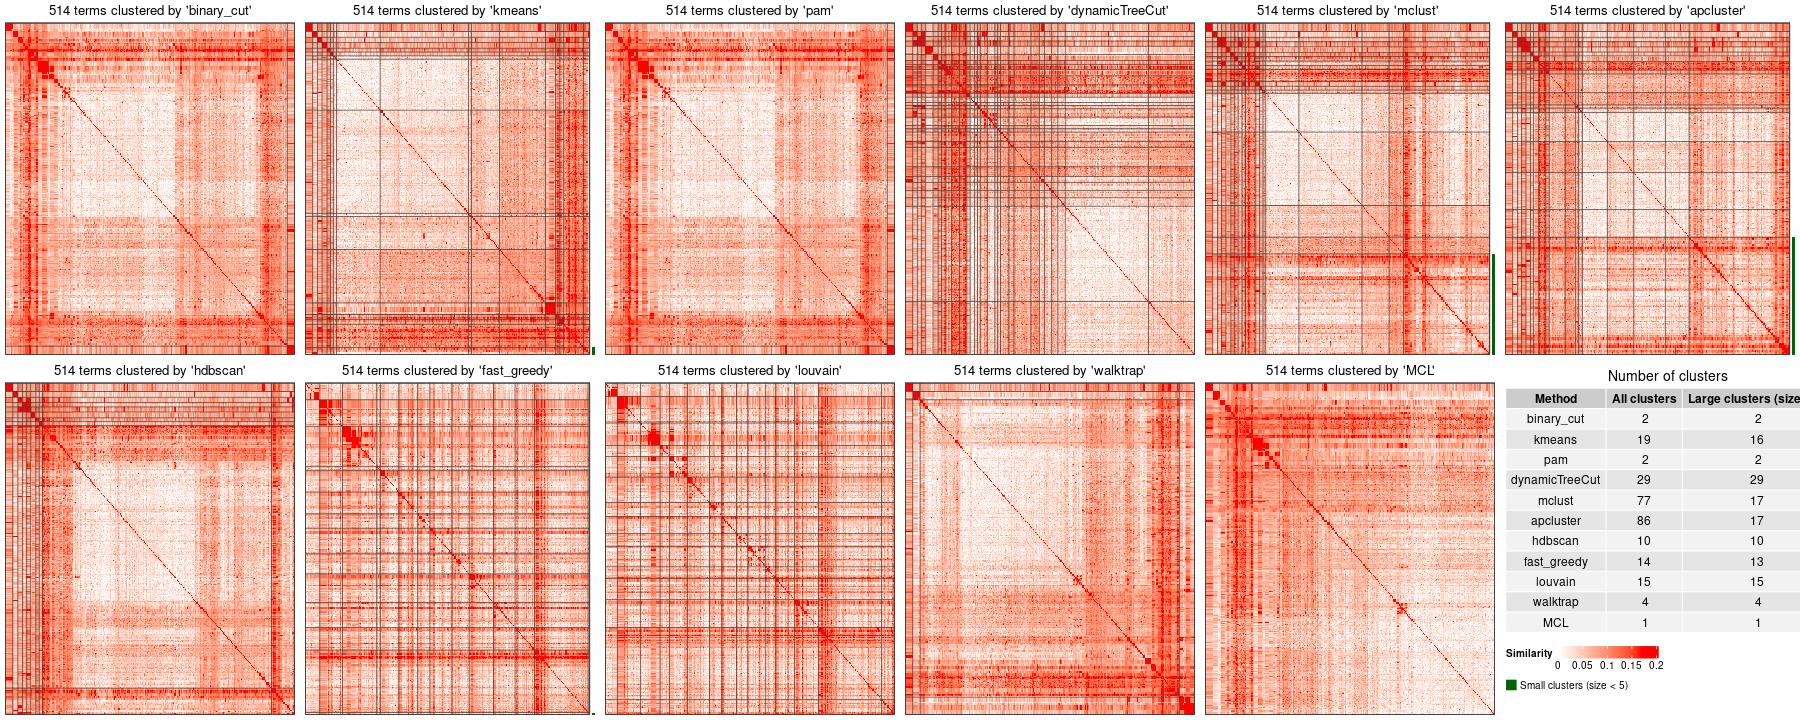 514 terms clustered by 'binary_cut'
514 terms clustered by 'kmeans'
514 terms clustered by 'pam'
514 terms clustered by 'dynamicTreeCut'
514 terms clustered by 'mclust'
514 terms clustered by 'apcluster'
514 terms clustered by 'hdbscan'
514 terms clustered by 'fast_greedy'
514 terms clustered by 'louvain'
514 terms clustered by 'walktrap'
514 terms clustered by 'MCL'
Number of clusters
Method All clusters Large clusters (size
binary_cut 2 2
kmeans 19 16
pam 2 2
dynamicTreeCut 29 29
mclust 77 17
apcluster 86 17
hdbscan 10 10
fast_greedy 14 13
louvain 15 15
walktrap 4 4
MCL 1 1
Similarity
0 0.05 0.1 0.15 0.2
Small clusters (size < 5)